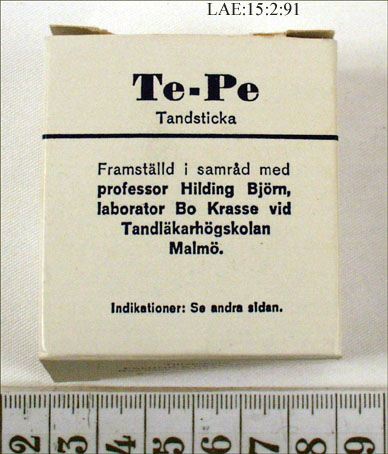 LAE:15:2:91
Te-Pe
Tandsticka
Framställd i samråd med
professor Hilding Björn,
laborator Bo Krasse vid
Tandläkarhögskolan
Malmö.
Indikationer: Se andra sidan.
2 3 4 5 6 7 8 9